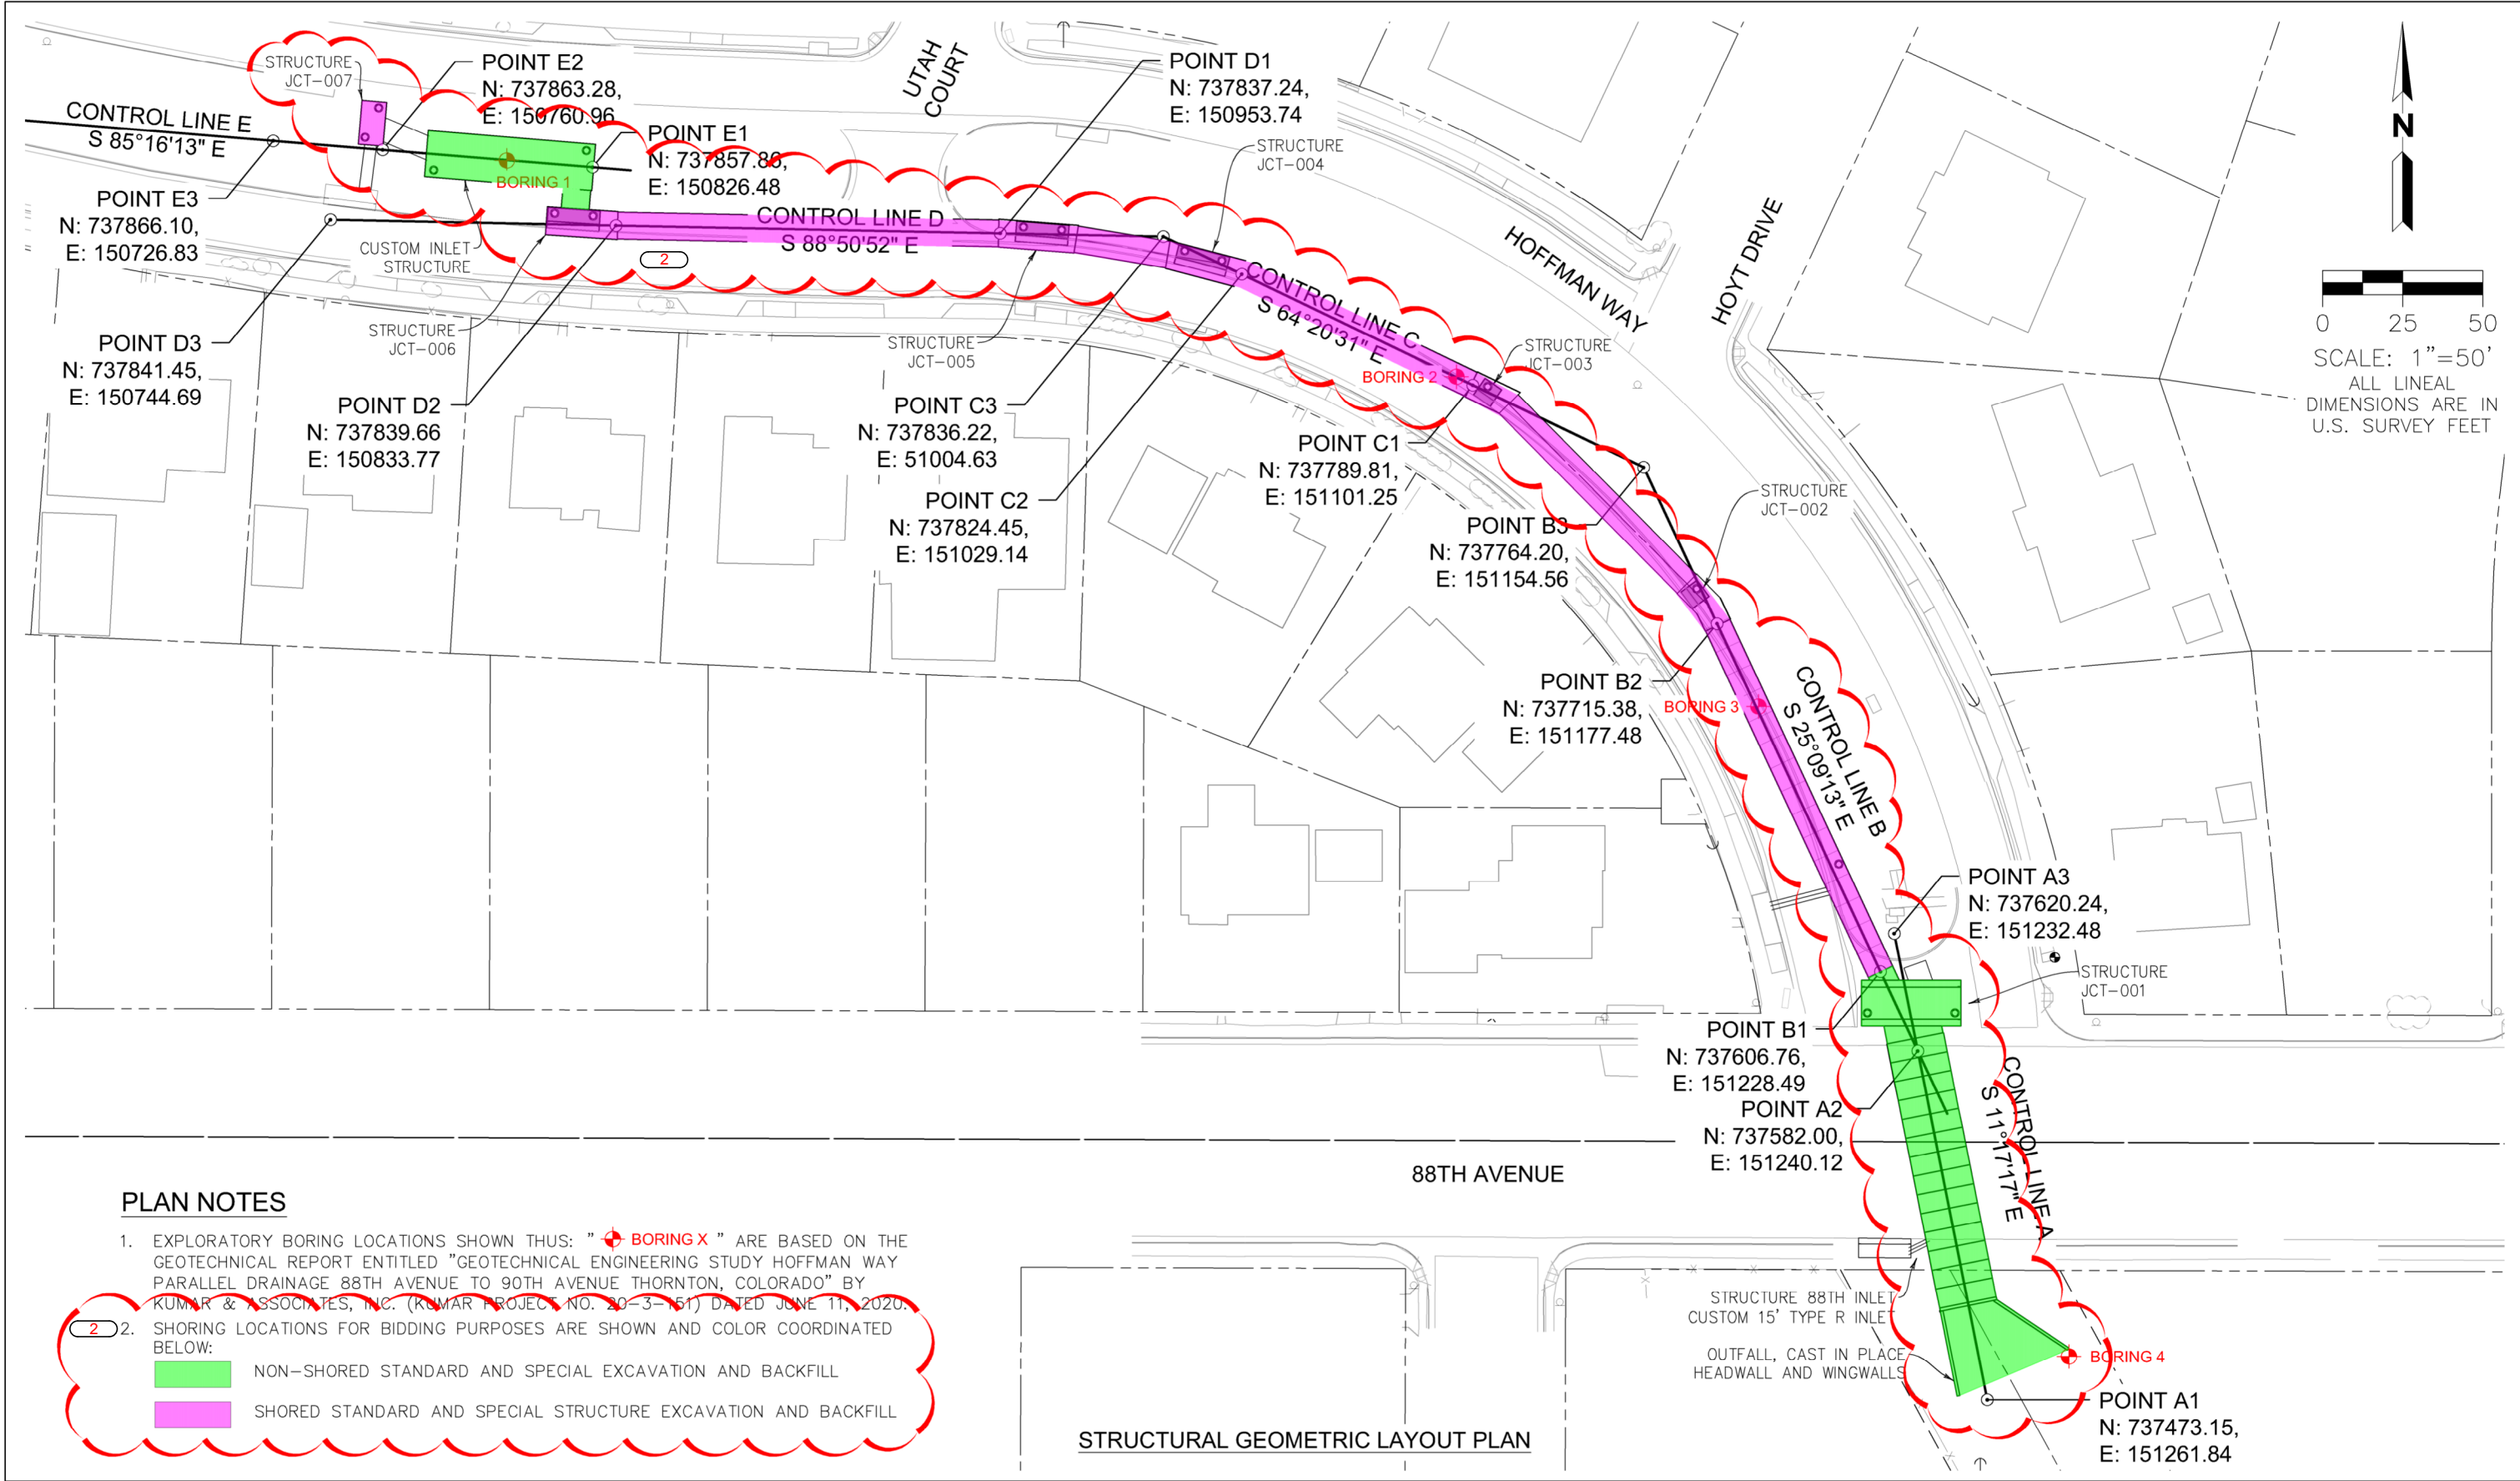 STRUCTURE
JCT-007
POINT E2
N: 737863.28,
E: 150760.96
UTAH
COURT
POINT D1
N: 737837.24,
E: 150953.74
CONTROL LINE E
S 85°16'13" E
POINT E1
N: 737857.86,
E: 150826.48
STRUCTURE
JCT-004
N
BORING 1
POINT E3
N: 737866.10,
E: 150726.83
CUSTOM INLET
STRUCTURE
CONTROL LINE D
S 88°50'52" E
2
HOFFMAN WAY
HOYT DRIVE
0 25 50
SCALE: 1"=50'
ALL LINEAL
DIMENSIONS ARE IN
U.S. SURVEY FEET
CONTROL LINE C
S 64°20'31" E
POINT D3
N: 737841.45,
E: 150744.69
STRUCTURE
JCT-006
STRUCTURE
JCT-005
BORING 2
STRUCTURE
JCT-003
POINT D2
N: 737839.66
E: 150833.77
POINT C3
N: 737836.22,
E: 51004.63
POINT C1
N: 737789.81,
E: 151101.25
POINT C2
N: 737824.45,
E: 151029.14
STRUCTURE
JCT-002
POINT B3
N: 737764.20,
E: 151154.56
POINT B2
N: 737715.38,
E: 151177.48
BORING 3
CONTROL LINE B
S 25°09'13" E
POINT A3
N: 737620.24,
E: 151232.48
STRUCTURE
JCT-001
POINT B1
N: 737606.76,
E: 151228.49
POINT A2
N: 737582.00,
E: 151240.12
CONTROL LINE A
S 11°17'17" E
88TH AVENUE
PLAN NOTES
1. EXPLORATORY BORING LOCATIONS SHOWN THUS: " BORING X " ARE BASED ON THE
GEOTECHNICAL REPORT ENTITLED "GEOTECHNICAL ENGINEERING STUDY HOFFMAN WAY
PARALLEL DRAINAGE 88TH AVENUE TO 90TH AVENUE THORNTON, COLORADO" BY
KUMAR & ASSOCIATES, INC. (KUMAR PROJECT NO. 20-3-151) DATED JUNE 11, 2020.
2 2. SHORING LOCATIONS FOR BIDDING PURPOSES ARE SHOWN AND COLOR COORDINATED
BELOW:
NON-SHORED STANDARD AND SPECIAL EXCAVATION AND BACKFILL
SHORED STANDARD AND SPECIAL STRUCTURE EXCAVATION AND BACKFILL
STRUCTURE 88TH INLET
CUSTOM 15' TYPE R INLET
OUTFALL, CAST IN PLACE
HEADWALL AND WINGWALLS
BORING 4
POINT A1
N: 737473.15,
E: 151261.84
STRUCTURAL GEOMETRIC LAYOUT PLAN